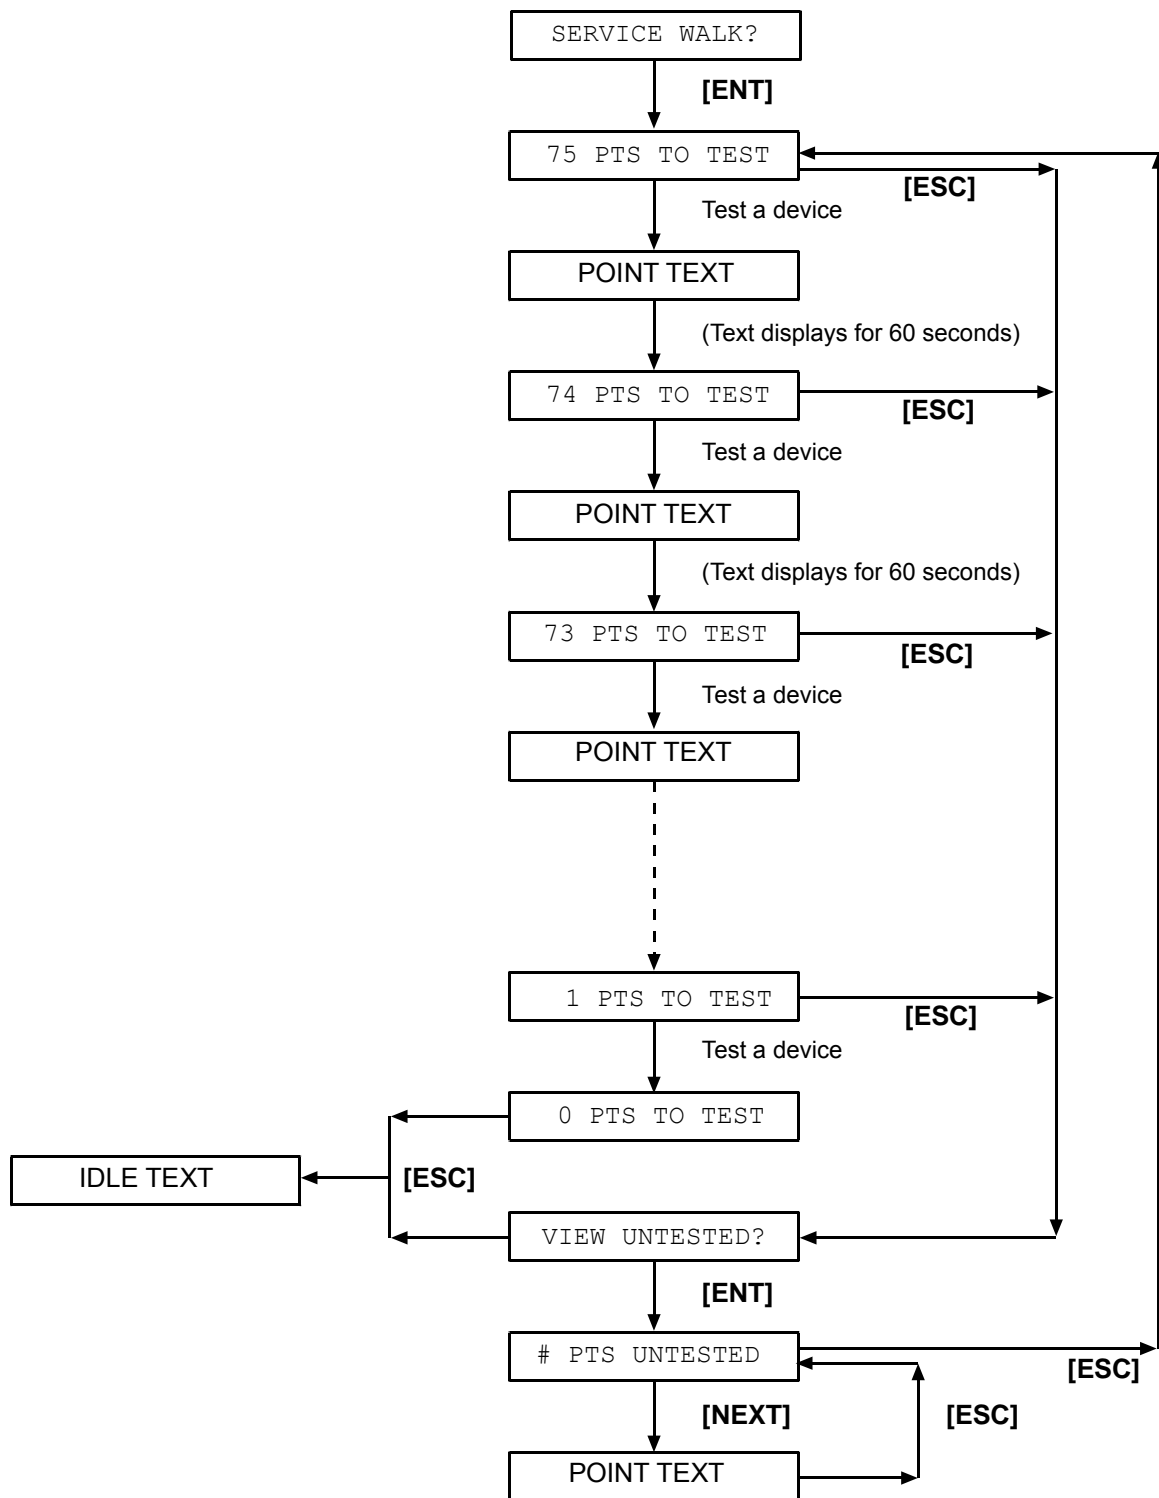 SERVICE WALK?
[ENT]
75 PTS TO TEST
[ESC]
Test a device
POINT TEXT
(Text displays for 60 seconds)
74 PTS TO TEST
[ESC]
Test a device
POINT TEXT
(Text displays for 60 seconds)
73 PTS TO TEST
[ESC]
Test a device
POINT TEXT
1 PTS TO TEST
[ESC]
Test a device
0 PTS TO TEST
IDLE TEXT
[ESC]
VIEW UNTESTED?
[ENT]
# PTS UNTESTED
[ESC]
[NEXT]
[ESC]
POINT TEXT